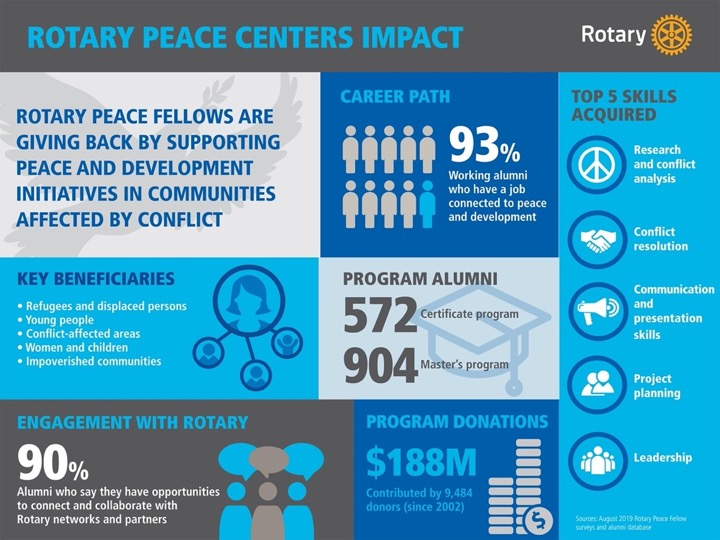 ROTARY PEACE CENTERS IMPACT
Rotary
ROTARY PEACE FELLOWS ARE
GIVING BACK BY SUPPORTING
PEACE AND DEVELOPMENT
INITIATIVES IN COMMUNITIES
AFFECTED BY CONFLICT
CAREER PATH
93%
Working alumni
who have a job
connected to peace
and development
TOP 5 SKILLS
ACQUIRED
Research
and conflict
analysis
Conflict
resolution
Communication
and
presentation
skills
Project
planning
Leadership
KEY BENEFICIARIES
• Refugees and displaced persons
• Young people
• Conflict-affected areas
• Women and children
• Impoverished communities
PROGRAM ALUMNI
572 Certificate program
904 Master's program
ENGAGEMENT WITH ROTARY
90%
Alumni who say they have opportunities
to connect and collaborate with
Rotary networks and partners
PROGRAM DONATIONS
$188M
Contributed by 9,484
donors (since 2002)
$
Sources: August 2019 Rotary Peace Fellow
surveys and alumni database